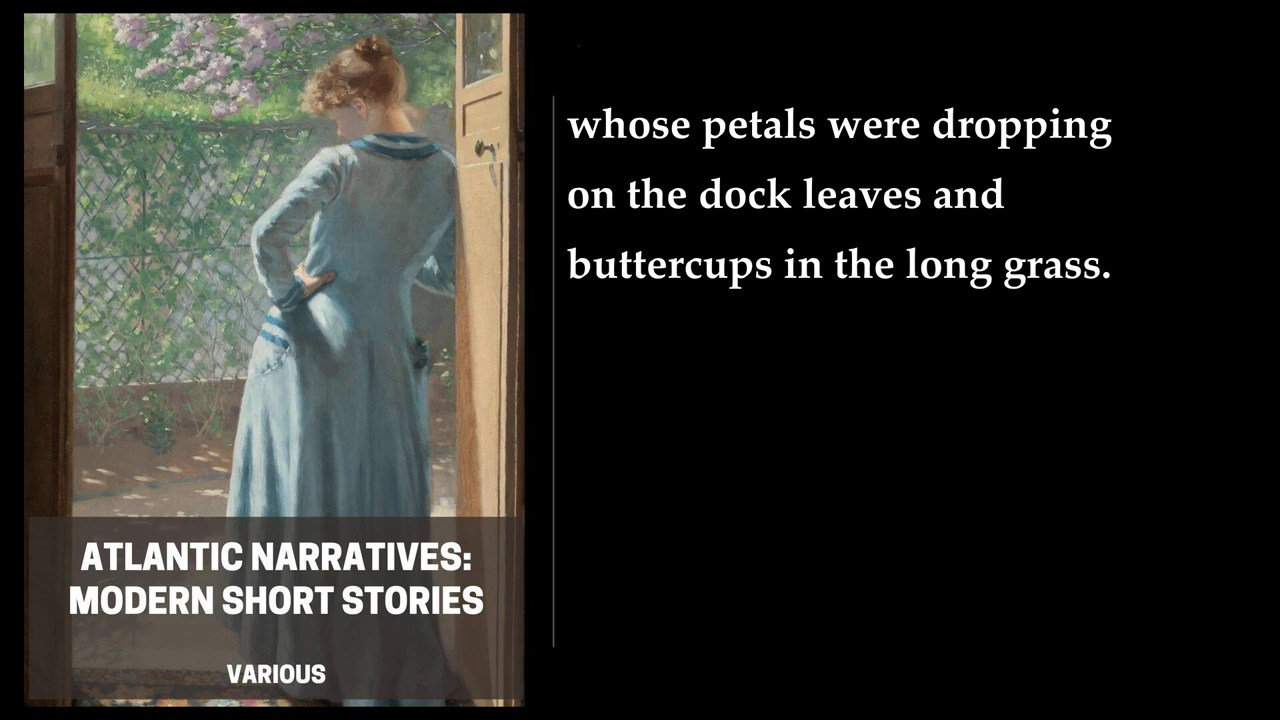 whose petals were dropping
on the dock leaves and
buttercups in the long grass.
ATLANTIC NARRATIVES:
MODERN SHORT STORIES
VARIOUS